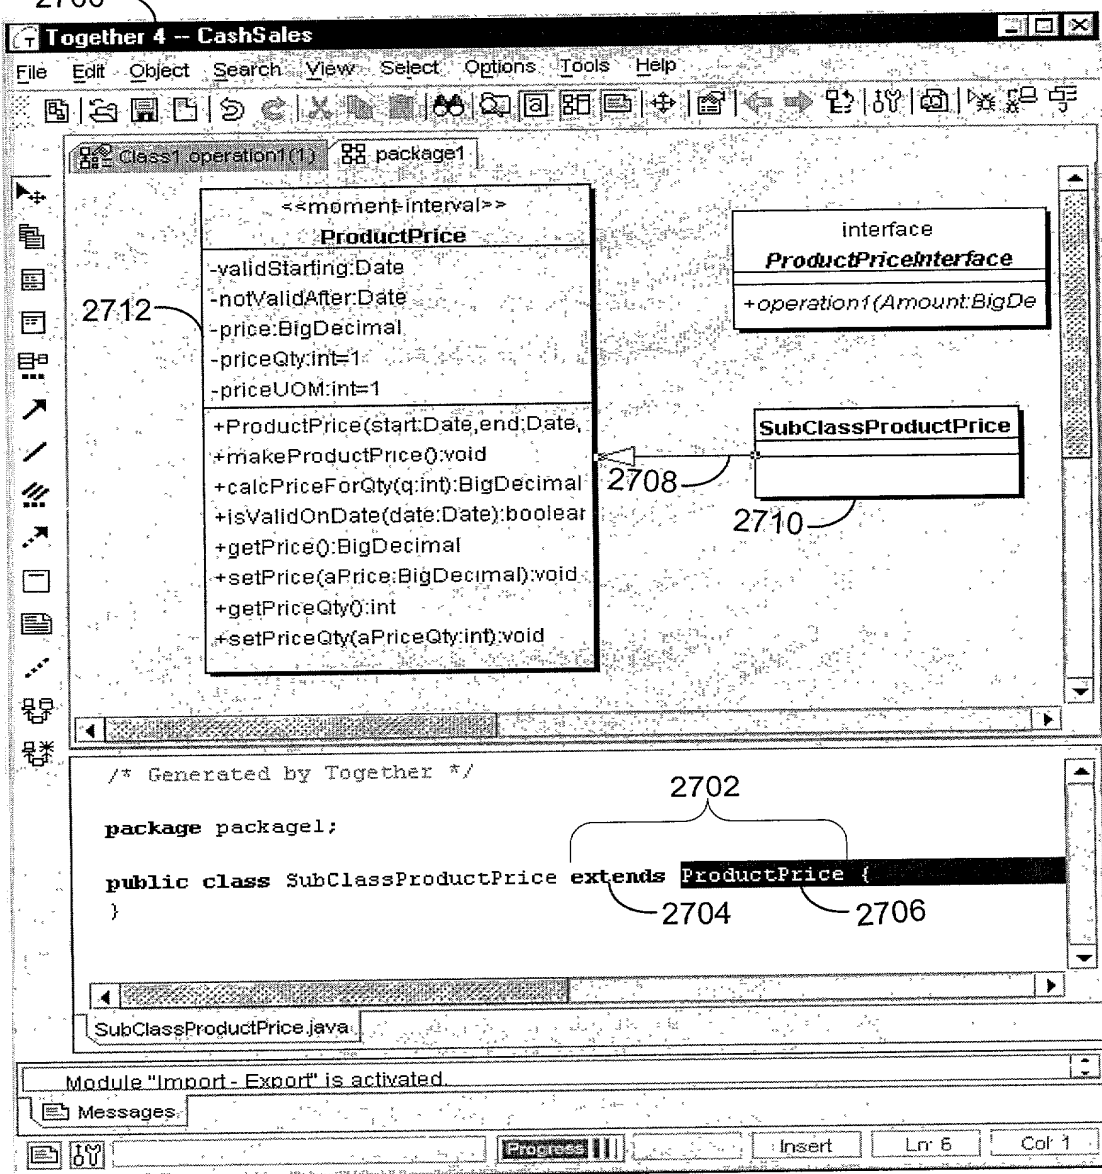 2700
Together 4 -- CashSales
File Edit Object Search View Select Options Tools Help
Class1.operation1(1) package1
<<moment-interval>>
ProductPrice
-validStarting:Date
-notValidAfter:Date
-price:BigDecimal
-priceQty:int=1
-priceUOM:int=1
+ProductPrice(start:Date,end:Date,
+makeProductPrice():void
+calcPriceForQty(q:int):BigDecimal
+isValidOnDate(date:Date):boolear
+getPrice():BigDecimal
+setPrice(aPrice:BigDecimal):void
+getPriceQty():int
+setPriceQty(aPriceQty:int):void
2712
interface
ProductPriceInterface
+operation1(Amount:BigDe
SubClassProductPrice
2708
2710
/* Generated by Together */
2702
package package1;
public class SubClassProductPrice extends ProductPrice {
}
2704
2706
SubClassProductPrice.java
Module "Import - Export" is activated.
Messages
Progress Insert Ln: 6 Col: 1